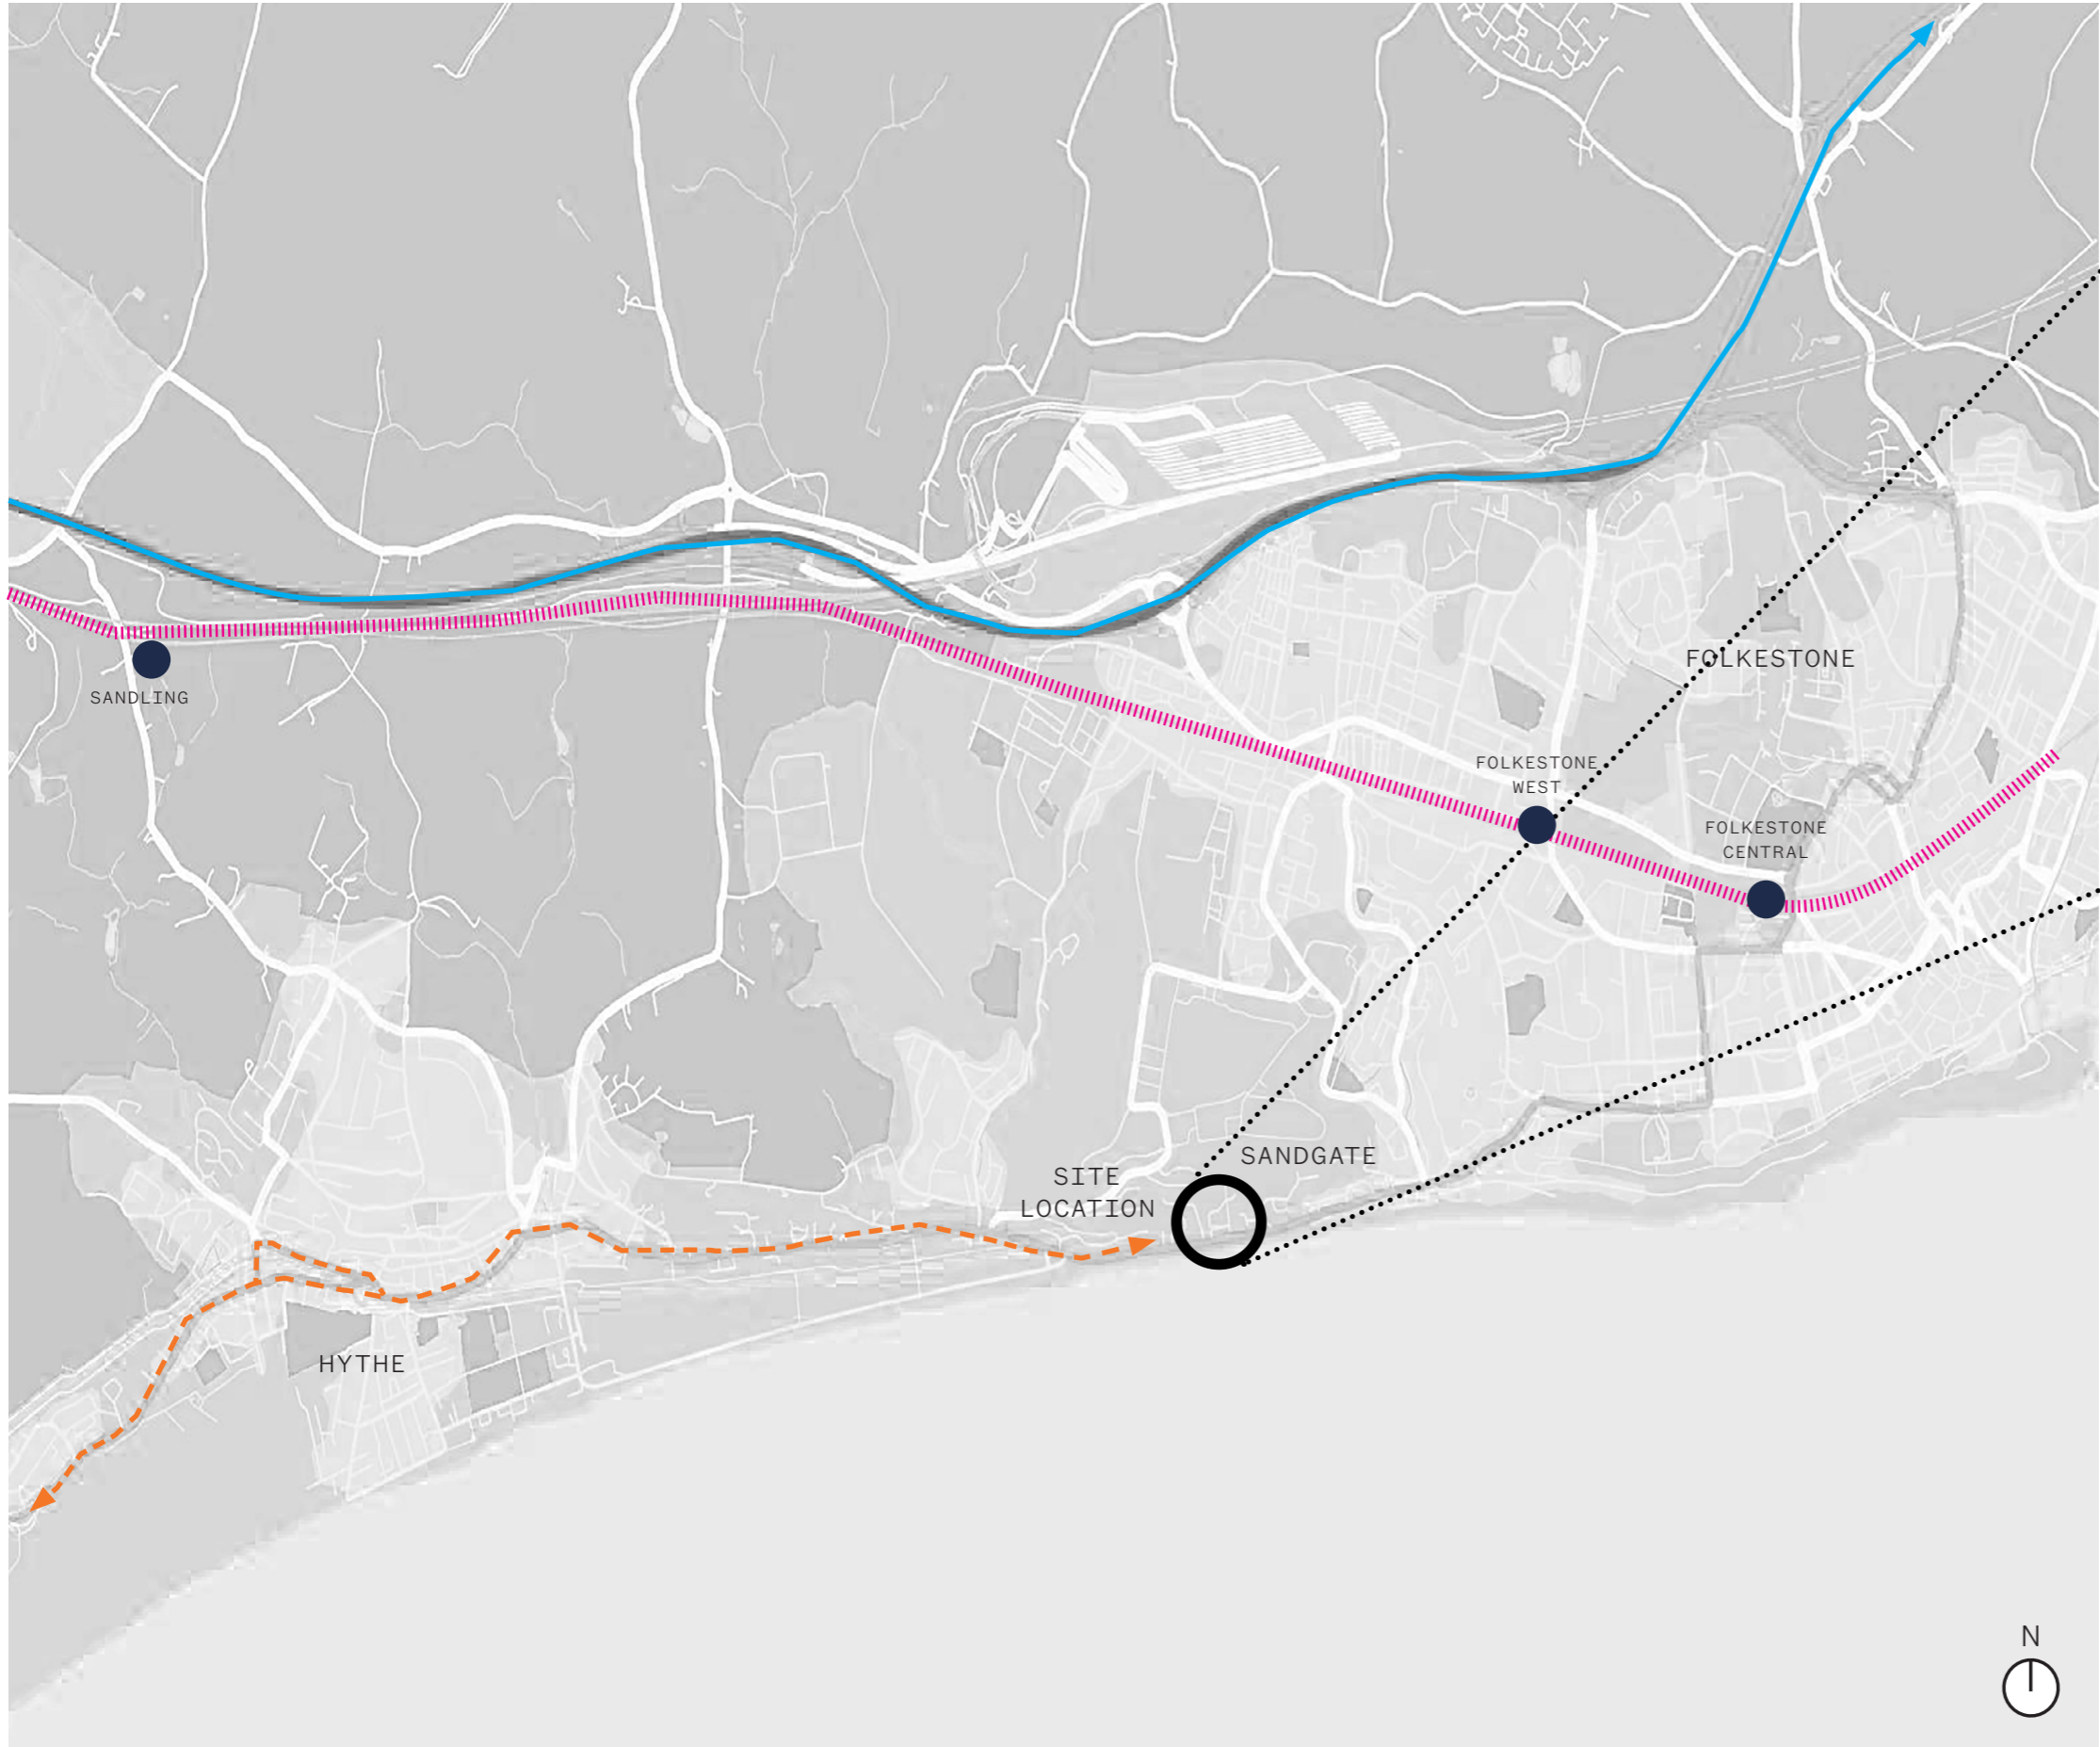 FOLKESTONE
SANDLING
FOLKESTONE
WEST
FOLKESTONE
CENTRAL
SANDGATE
SITE
LOCATION
HYTHE
N